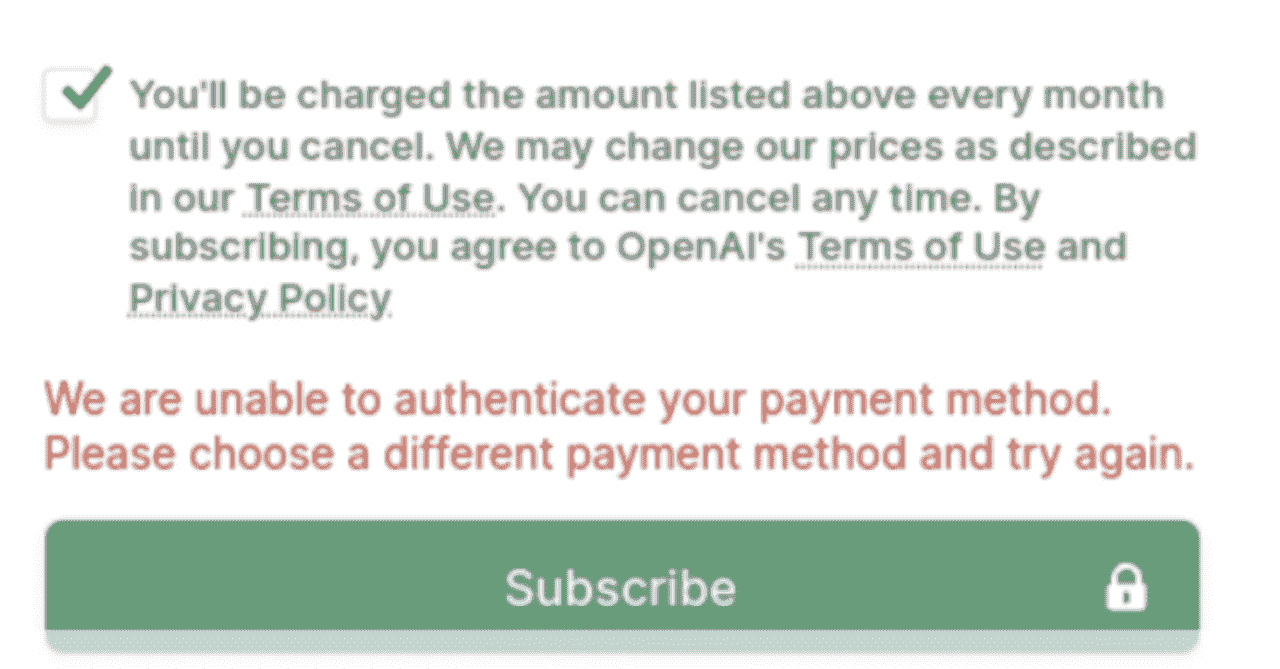 You'll be charged the amount listed above every month
until you cancel. We may change our prices as described
in our Terms of Use. You can cancel any time. By
subscribing, you agree to OpenAI's Terms of Use and
Privacy Policy
We are unable to authenticate your payment method.
Please choose a different payment method and try again.
Subscribe